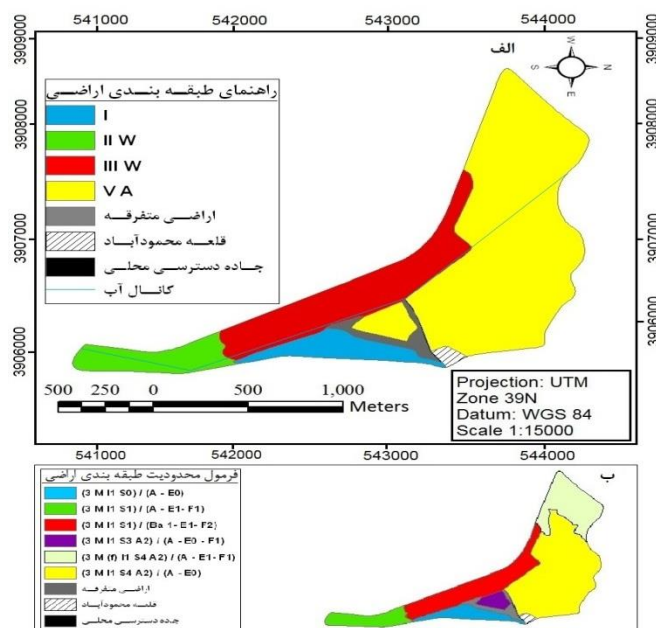 541000 542000 543000 544000
3909000
3908000
3907000
3906000
الف
W
S N
E
راهنمای طبقه بندی اراضی
I
II W
III W
V A
اراضی متفرقه
قلعه محمودآباد
جاده دسترسی محلی
کانال آب
3909000
3908000
3907000
3906000
500 250 0 500 1,000
Meters
Projection: UTM
Zone 39N
Datum: WGS 84
Scale 1:15000
541000 542000 543000 544000
ب
فرمول محدودیت طبقه بندی اراضی
(3 M I1 S0) / (A - E0)
(3 M I1 S1) / (A - E1- F1)
(3 M I1 S1) / (Ba 1- E1- F2)
(3 M I1 S3 A2) / (A - E0 - F1)
(3 M (f) I1 S4 A2) / (A - E1- F1)
(3 M I1 S4 A2) / (A - E0)
اراضی متفرقه
قلعه محمودآباد
جاده دسترسی محلی